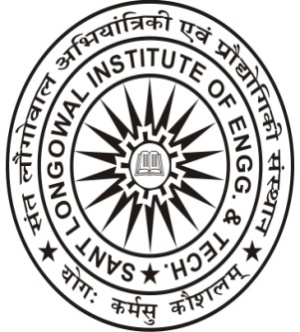 संत लौंगोवाल अभियांत्रिकी एवं प्रौद्योगिकी संस्थान
SANT LONGOWAL INSTITUTE OF ENGG. & TECH.
योगः कर्मसु कौशलम्